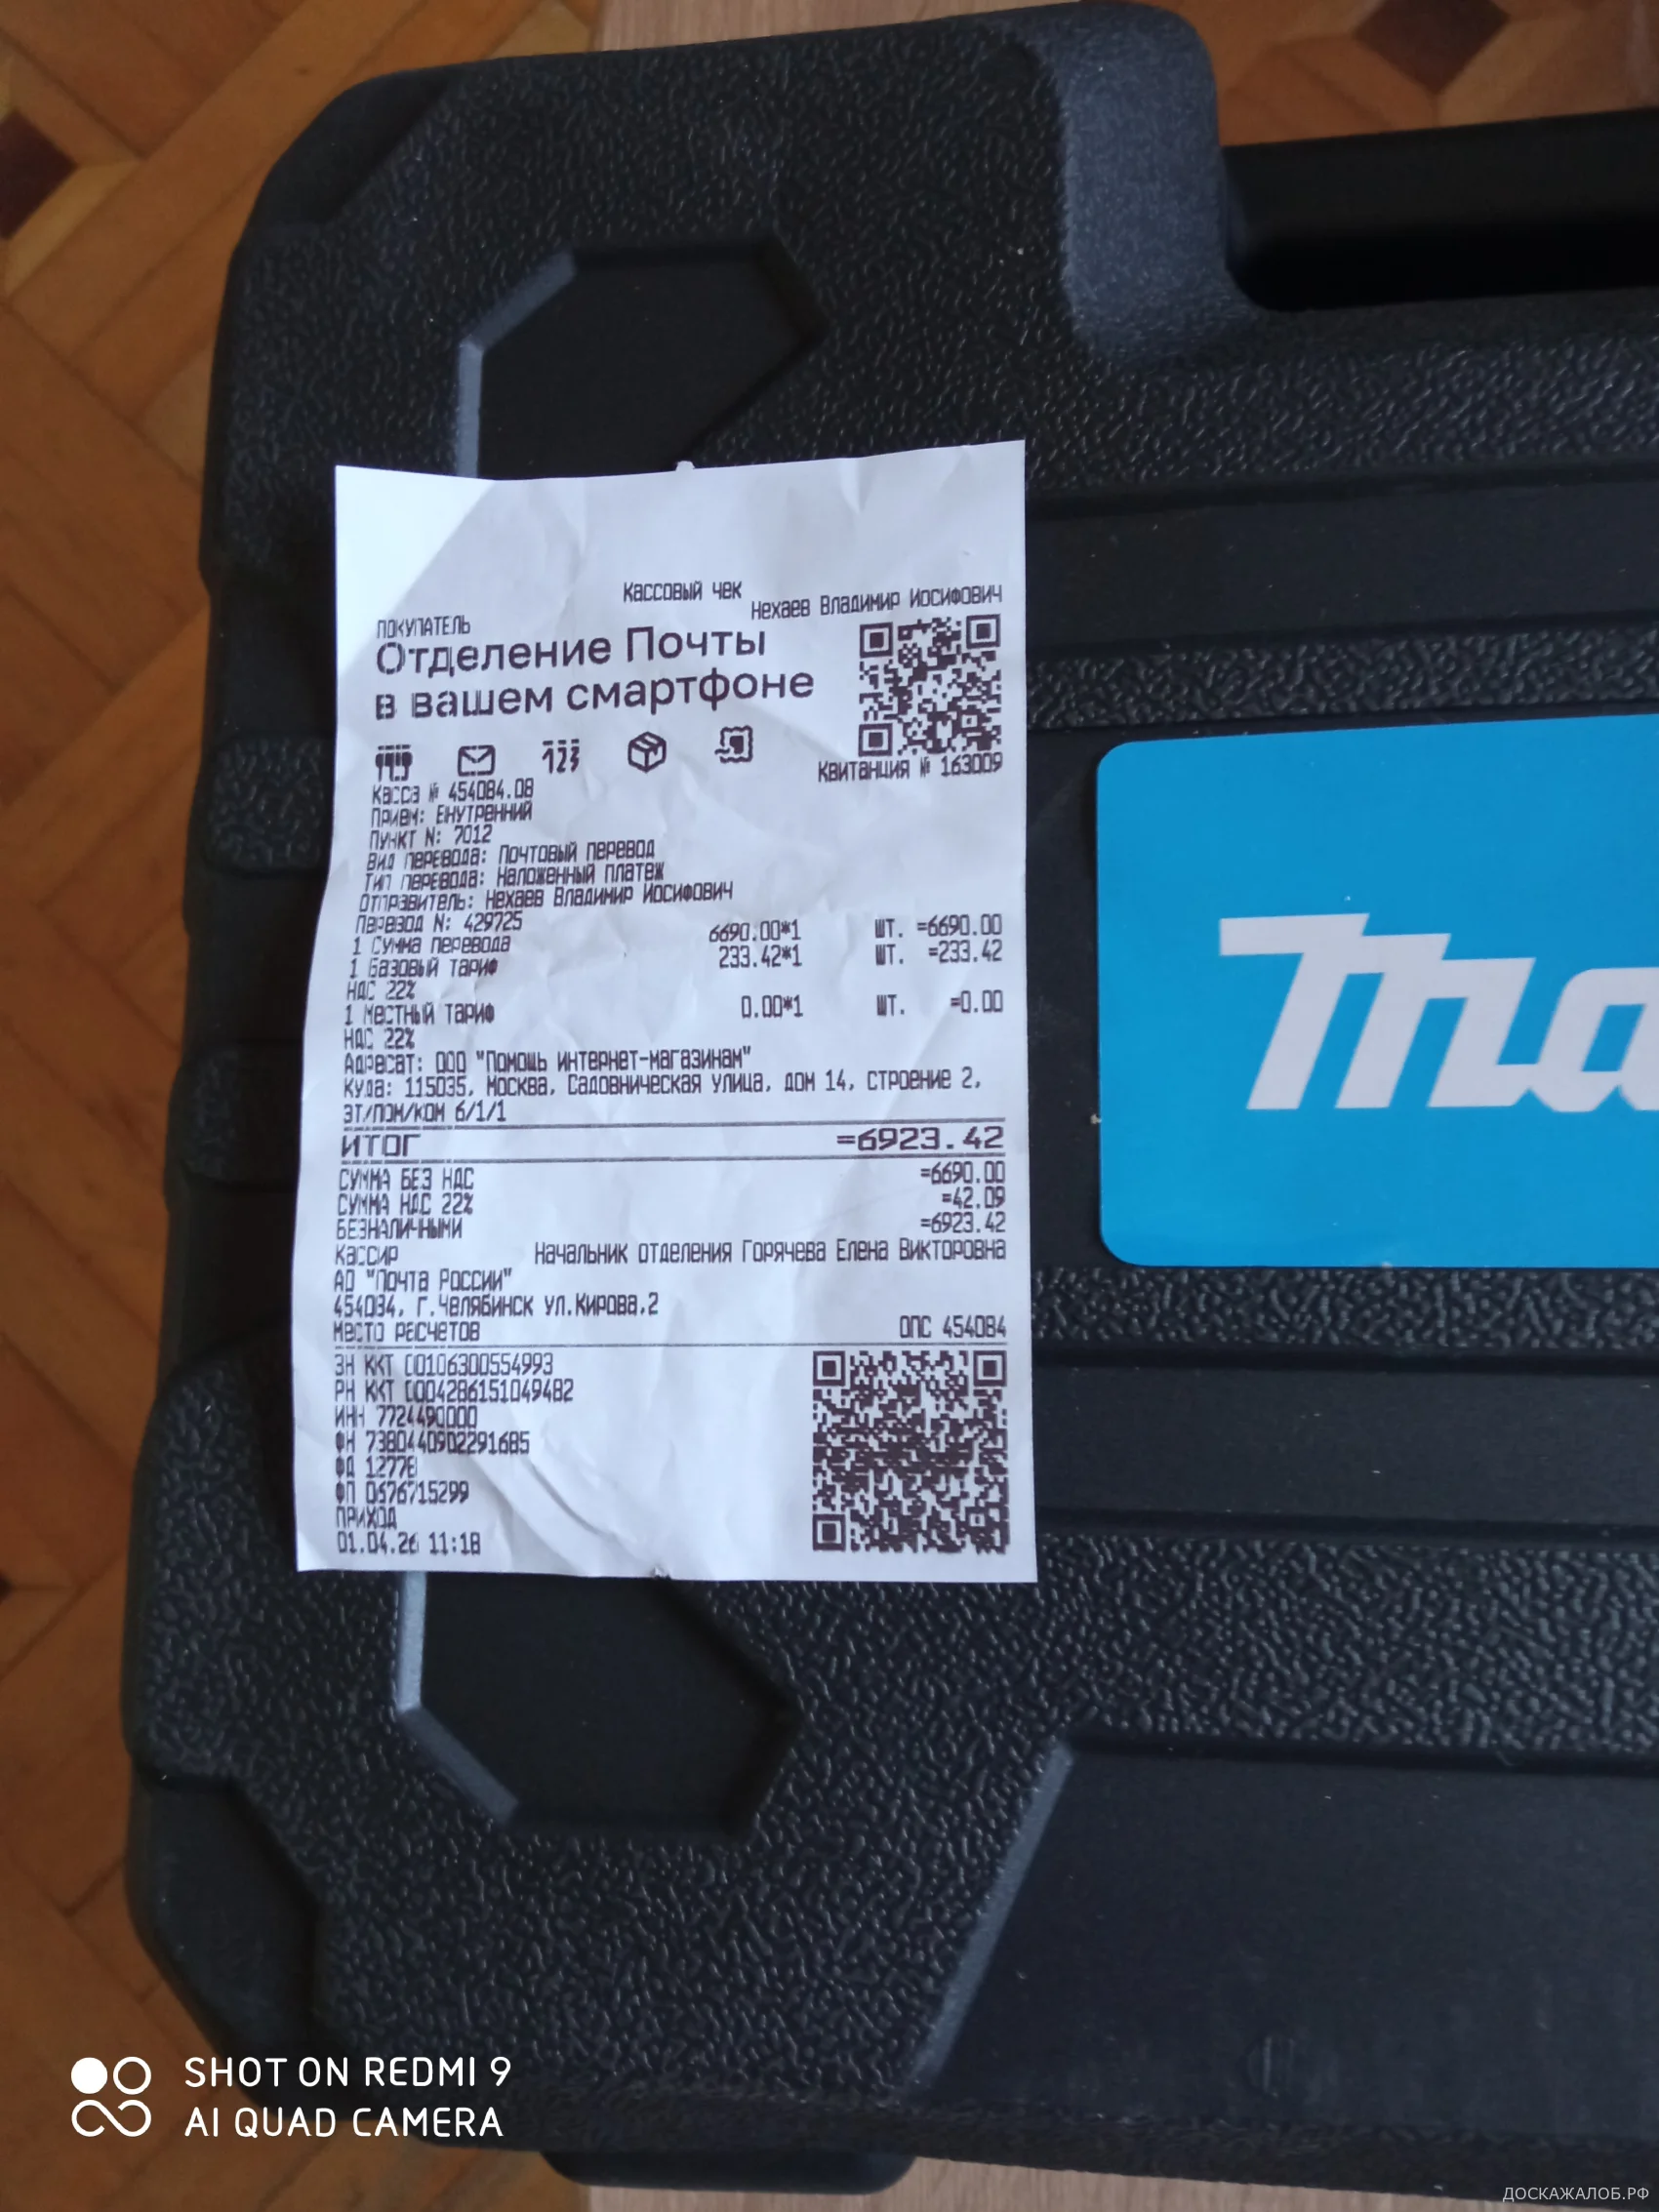 Кассовый чек
Нехаев Владимир Иосифович
ПОКУПАТЕЛЬ
Отделение Почты
в вашем смартфоне
Квитанция № 163009
Касса № 454084.08
Прием: Внутренний
Пункт N: 7012
Вид перевода: Почтовый перевод
Тип перевода: Наложенный платеж
Отправитель: Нехаев Владимир Иосифович
Перевод N: 429725
1 Сумма перевода 6690.00*1 шт. =6690.00
1 Базовый тариф 233.42*1 шт. =233.42
НДС 22%
1 Местный тариф 0.00*1 шт. =0.00
НДС 22%
Адресат: ООО "Помощь интернет-магазинам"
Куда: 115035, Москва, Садовническая улица, дом 14, строение 2,
ЭТ/ПОМ/КОМ 6/1/1
ИТОГ =6923.42
СУММА БЕЗ НДС =6690.00
СУММА НДС 22% =42.09
БЕЗНАЛИЧНЫМИ =6923.42
Кассир Начальник отделения Горячева Елена Викторовна
АО "Почта России"
454084, г.Челябинск ул.Кирова,2
Место расчетов ОПС 454084
ЗН ККТ 00106300554993
РН ККТ 0004286151049482
ИНН 7724490000
ФН 7380440902291685
ФД 12778
ФП 0676715299
ПРИХОД
01.04.26 11:18
SHOT ON REDMI 9
AI QUAD CAMERA
ДОСКАЖАЛОБ.РФ